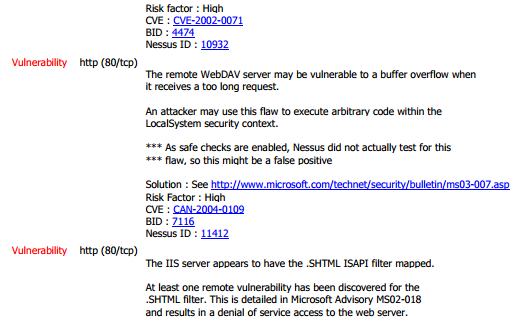 Risk factor : High
CVE : CVE-2002-0071
BID : 4474
Nessus ID : 10932
Vulnerability http (80/tcp)
The remote WebDAV server may be vulnerable to a buffer overflow when
it receives a too long request.
An attacker may use this flaw to execute arbitrary code within the
LocalSystem security context.
*** As safe checks are enabled, Nessus did not actually test for this
*** flaw, so this might be a false positive
Solution : See http://www.microsoft.com/technet/security/bulletin/ms03-007.asp
Risk Factor : High
CVE : CAN-2004-0109
BID : 7116
Nessus ID : 11412
Vulnerability http (80/tcp)
The IIS server appears to have the .SHTML ISAPI filter mapped.
At least one remote vulnerability has been discovered for the
.SHTML filter. This is detailed in Microsoft Advisory MS02-018
and results in a denial of service access to the web server.